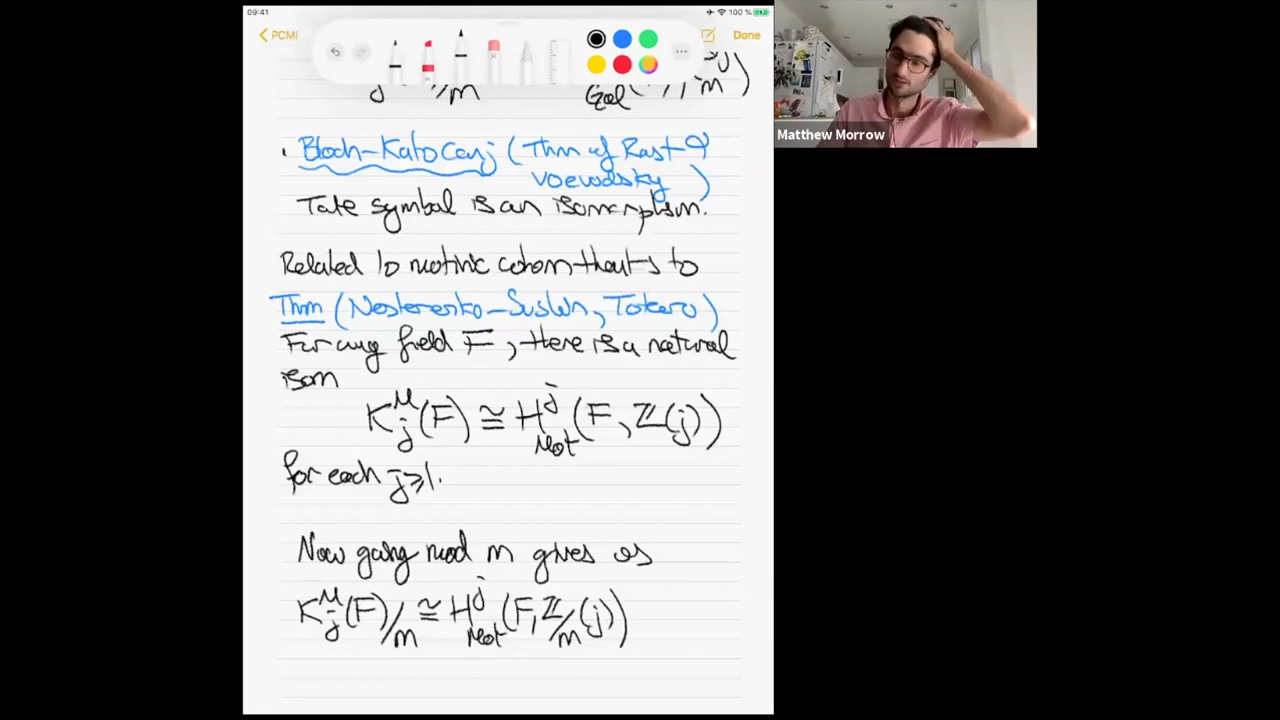 09:41
100 %
PCMI
Done
Matthew Morrow
j /m Gal
Bloch-Kato Conj (Thm of Rost &
Voevodsky)
Tate symbol is an isomorphism.
Related to motivic cohom thanks to
Thm (Nesterenko-Suslin, Totaro)
For any field F, there is a natural
isom
K^M_j(F) ≅ H^j_Mot(F, ℤ(j))
for each j≥1.
Now going mod m gives us
K^M_j(F)/m ≅ H^j_Mot(F, ℤ/m(j))